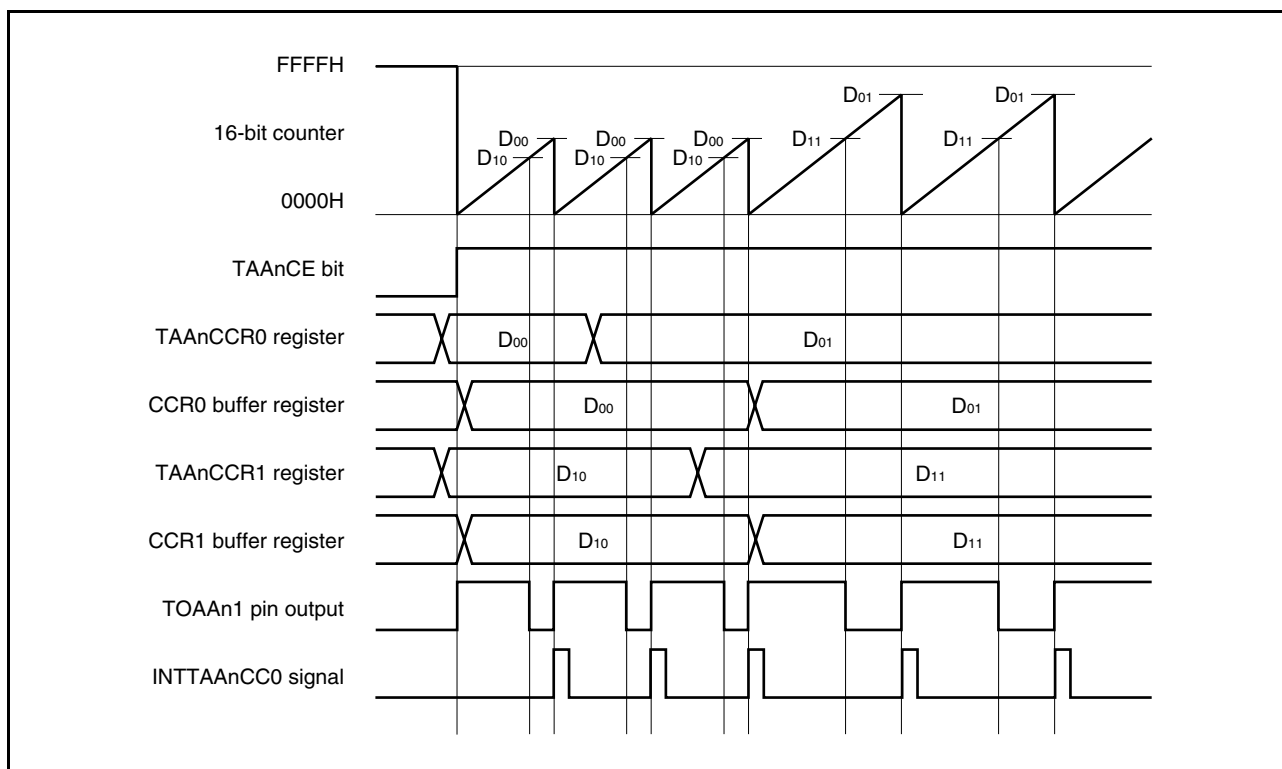 FFFFH
D01 D01
16-bit counter D00 D00 D00 D11 D11
D10 D10 D10
0000H
TAAnCE bit
TAAnCCR0 register D00 D01
CCR0 buffer register D00 D01
TAAnCCR1 register D10 D11
CCR1 buffer register D10 D11
TOAAn1 pin output
INTTAAnCC0 signal